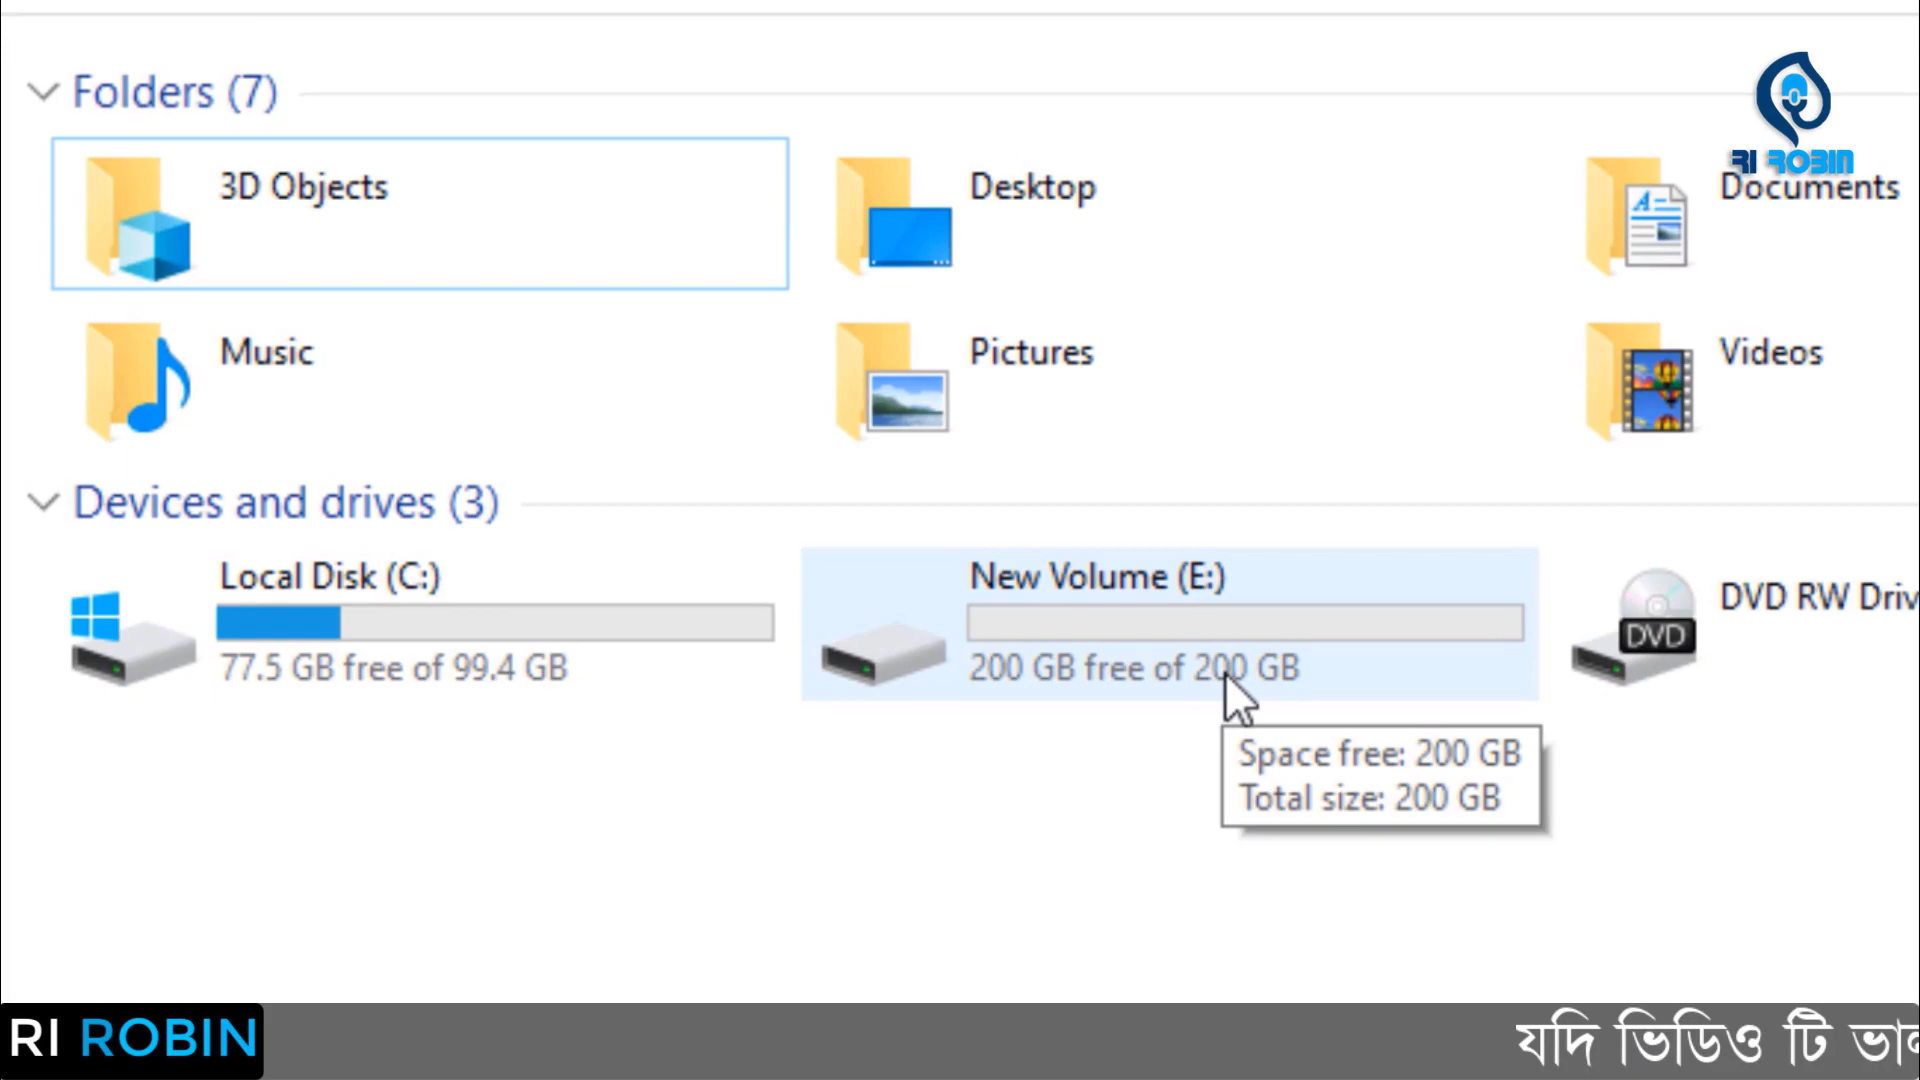 Folders (7)
RI ROBIN
3D Objects
Desktop
Documents
Music
Pictures
Videos
Devices and drives (3)
Local Disk (C:)
77.5 GB free of 99.4 GB
New Volume (E:)
200 GB free of 200 GB
DVD RW Driv
DVD
Space free: 200 GB
Total size: 200 GB
RI ROBIN
যদি ভিডিও টি